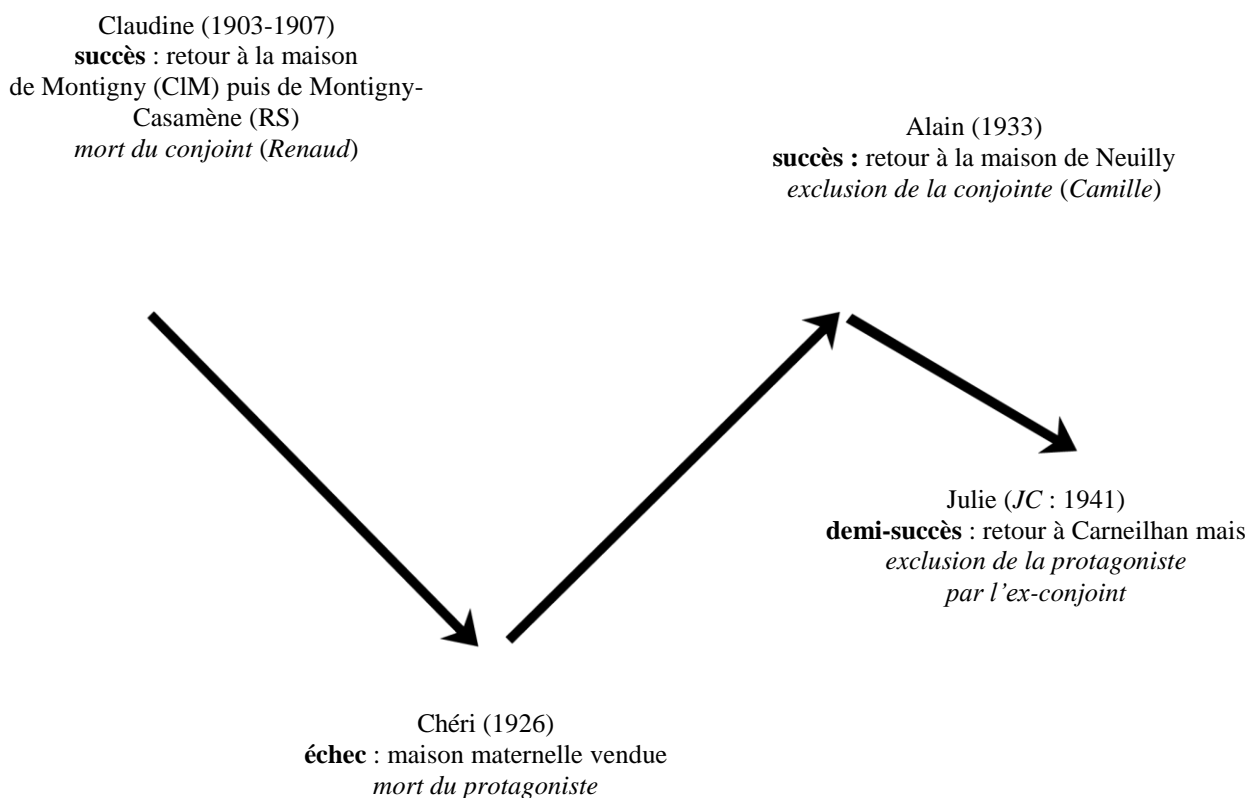 Claudine (1903-1907)
succès : retour à la maison
de Montigny (ClM) puis de Montigny-
Casamène (RS)
mort du conjoint (Renaud)
Alain (1933)
succès : retour à la maison de Neuilly
exclusion de la conjointe (Camille)
Julie (JC : 1941)
demi-succès : retour à Carneilhan mais
exclusion de la protagoniste
par l’ex-conjoint
Chéri (1926)
échec : maison maternelle vendue
mort du protagoniste